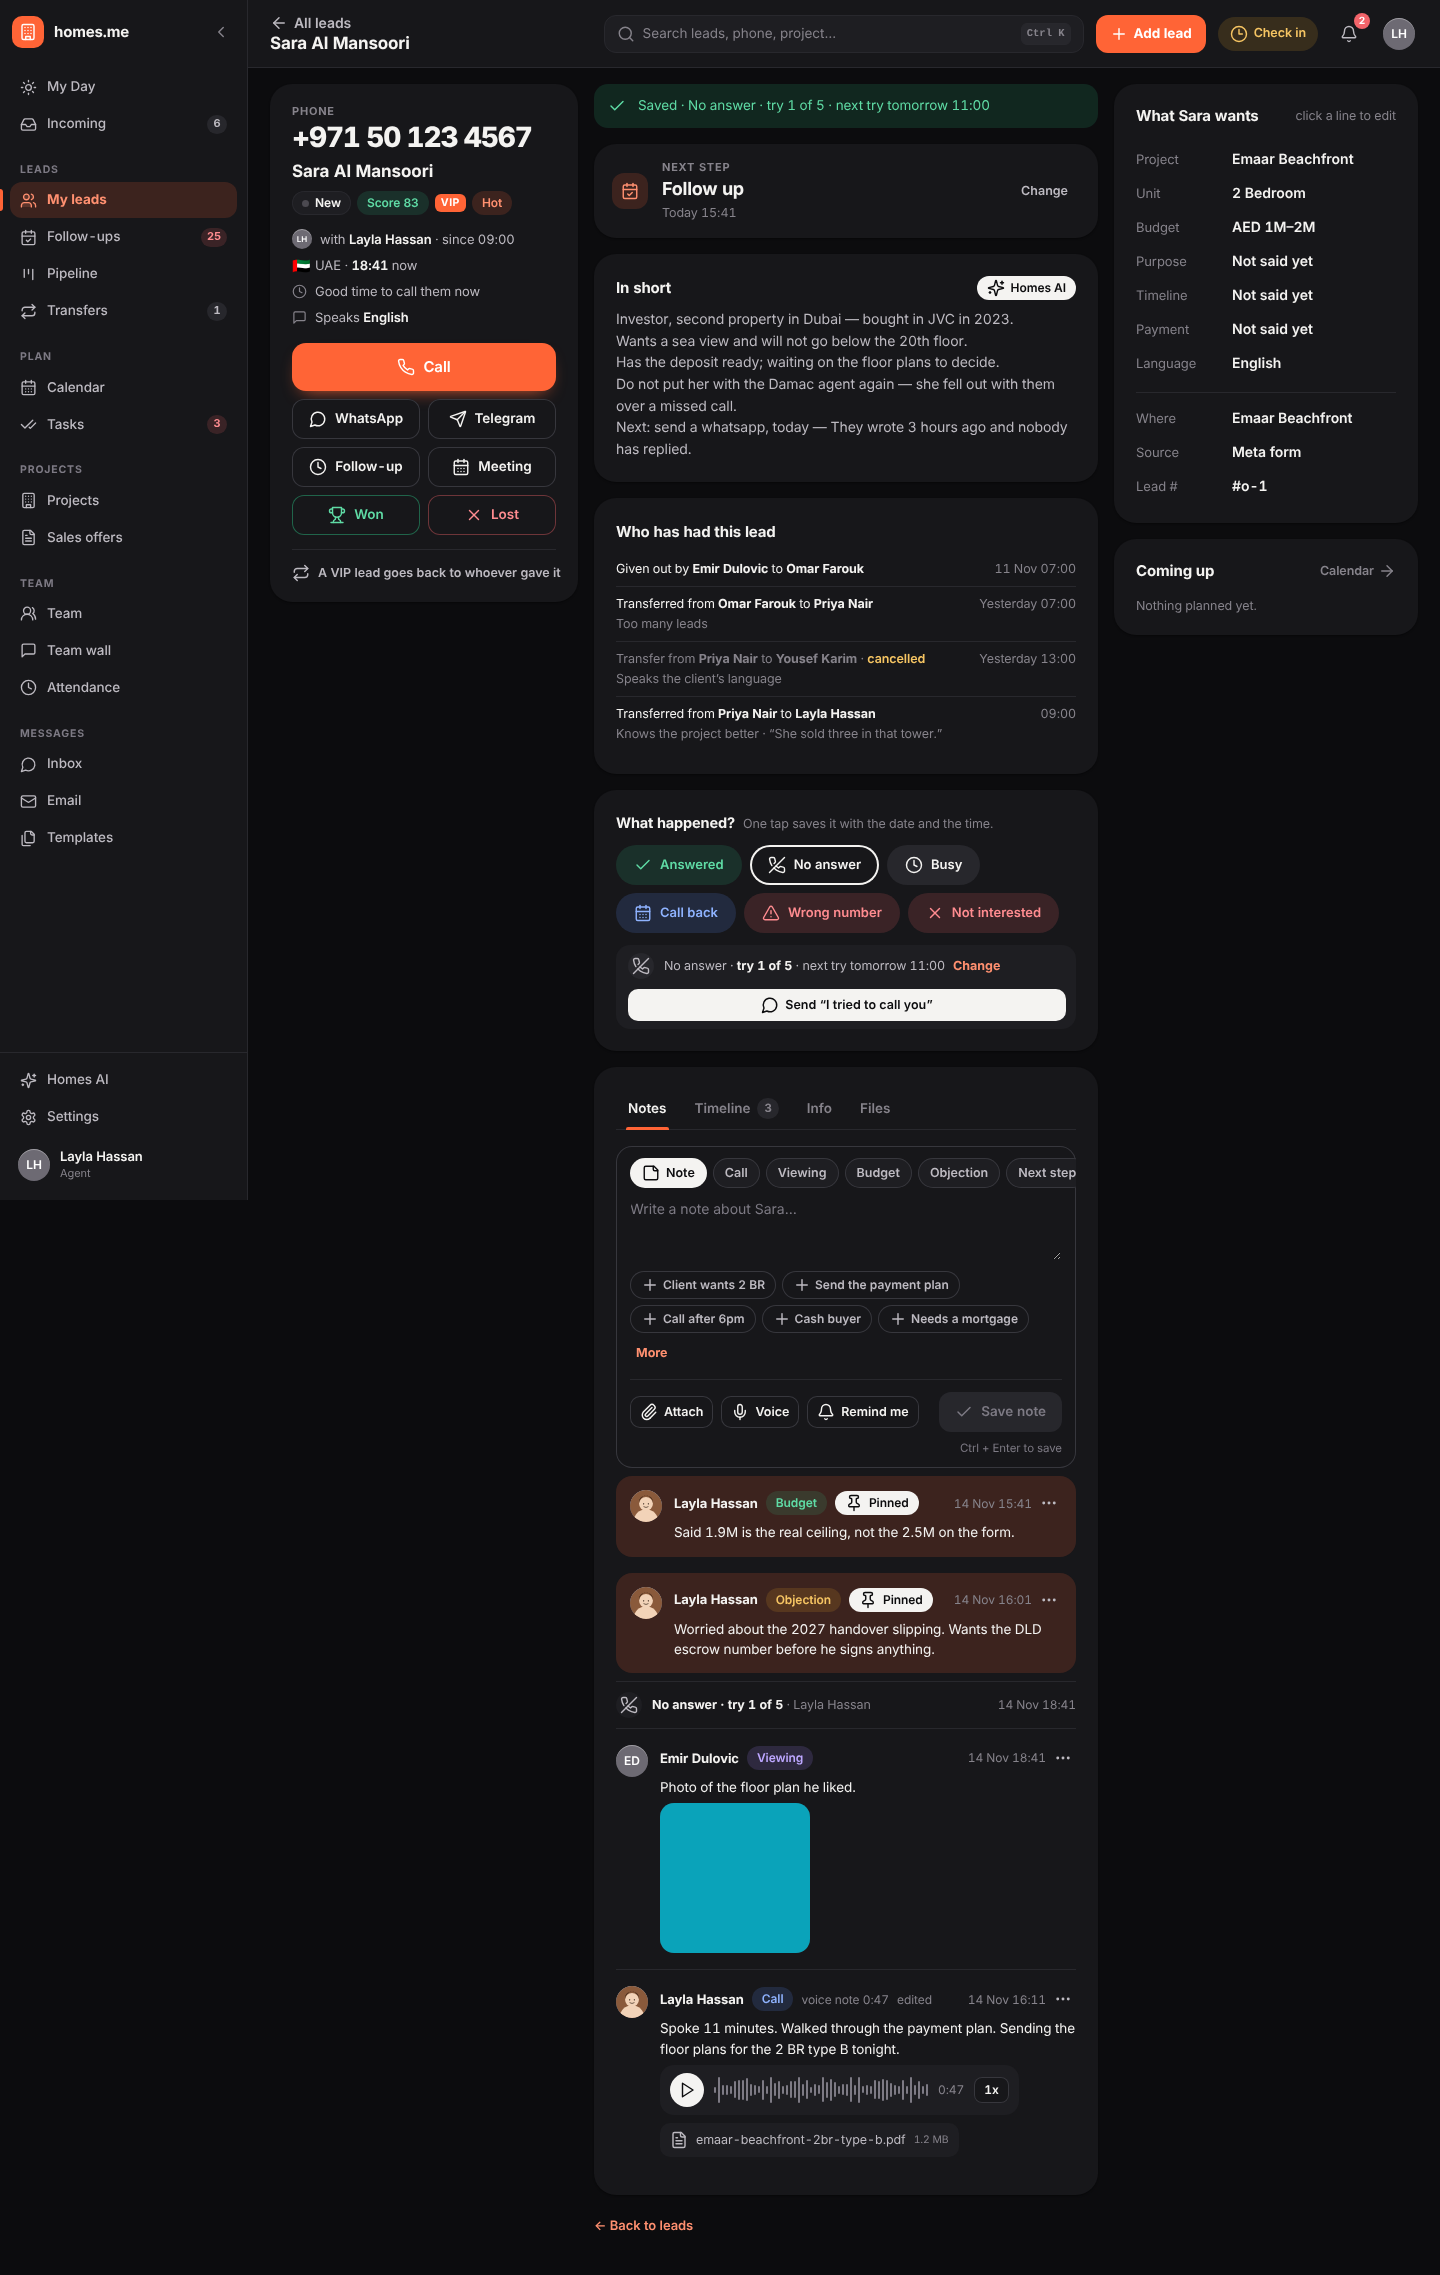 homes.me
My Day
Incoming 6
LEADS
My leads
Follow-ups 25
Pipeline
Transfers 1
PLAN
Calendar
Tasks 3
PROJECTS
Projects
Sales offers
TEAM
Team
Team wall
Attendance
MESSAGES
Inbox
Email
Templates
Homes AI
Settings
LH
Layla Hassan
Agent
← All leads
Sara Al Mansoori
Search leads, phone, project...
Ctrl K
Add lead
Check in
2
LH
PHONE
+971 50 123 4567
Sara Al Mansoori
New
Score 83
VIP
Hot
LH with Layla Hassan · since 09:00
UAE · 18:41 now
Good time to call them now
Speaks English
Call
WhatsApp
Telegram
Follow-up
Meeting
Won
Lost
A VIP lead goes back to whoever gave it
Saved · No answer · try 1 of 5 · next try tomorrow 11:00
NEXT STEP
Follow up
Today 15:41
Change
In short
Homes AI
Investor, second property in Dubai — bought in JVC in 2023.
Wants a sea view and will not go below the 20th floor.
Has the deposit ready; waiting on the floor plans to decide.
Do not put her with the Damac agent again — she fell out with them
over a missed call.
Next: send a whatsapp, today — They wrote 3 hours ago and nobody
has replied.
Who has had this lead
Given out by Emir Dulovic to Omar Farouk 11 Nov 07:00
Transferred from Omar Farouk to Priya Nair Yesterday 07:00
Too many leads
Transfer from Priya Nair to Yousef Karim · cancelled Yesterday 13:00
Speaks the client's language
Transferred from Priya Nair to Layla Hassan 09:00
Knows the project better · “She sold three in that tower.”
What happened? One tap saves it with the date and the time.
Answered
No answer
Busy
Call back
Wrong number
Not interested
No answer · try 1 of 5 · next try tomorrow 11:00 Change
Send “I tried to call you”
Notes
Timeline 3
Info
Files
Note
Call
Viewing
Budget
Objection
Next step
Write a note about Sara...
Client wants 2 BR
Send the payment plan
Call after 6pm
Cash buyer
Needs a mortgage
More
Attach
Voice
Remind me
Save note
Ctrl + Enter to save
Layla Hassan Budget Pinned 14 Nov 15:41
Said 1.9M is the real ceiling, not the 2.5M on the form.
Layla Hassan Objection Pinned 14 Nov 16:01
Worried about the 2027 handover slipping. Wants the DLD
escrow number before he signs anything.
No answer · try 1 of 5 · Layla Hassan 14 Nov 18:41
ED Emir Dulovic Viewing 14 Nov 18:41
Photo of the floor plan he liked.
Layla Hassan Call voice note 0:47 edited 14 Nov 16:11
Spoke 11 minutes. Walked through the payment plan. Sending the
floor plans for the 2 BR type B tonight.
0:47 1x
emaar-beachfront-2br-type-b.pdf 1.2 MB
← Back to leads
What Sara wants click a line to edit
Project Emaar Beachfront
Unit 2 Bedroom
Budget AED 1M–2M
Purpose Not said yet
Timeline Not said yet
Payment Not said yet
Language English
Where Emaar Beachfront
Source Meta form
Lead # #o-1
Coming up Calendar →
Nothing planned yet.